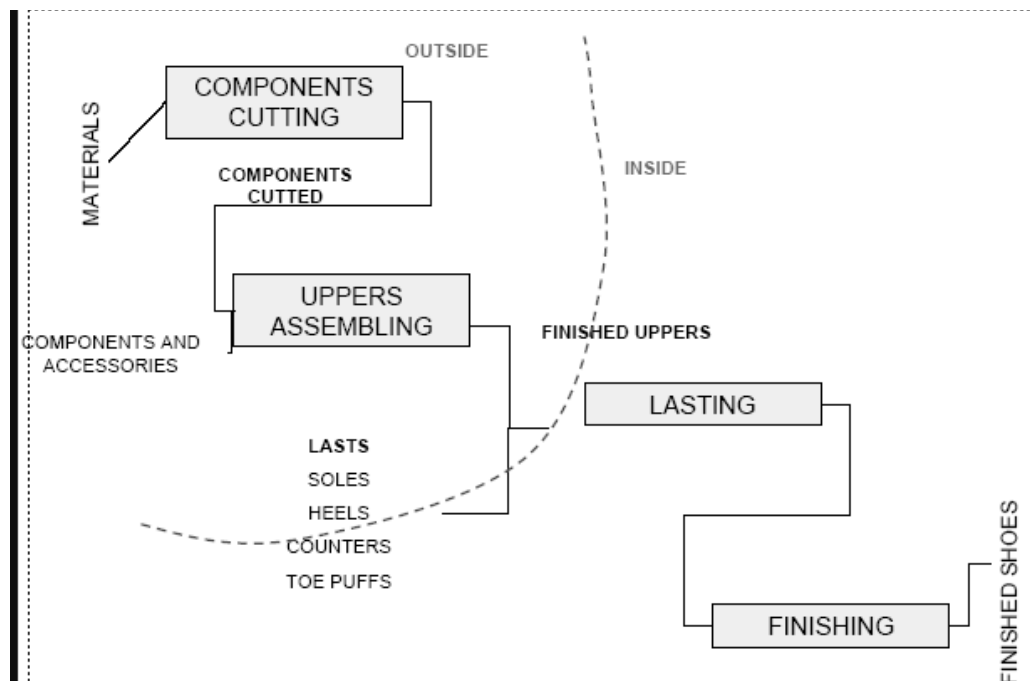 OUTSIDE
COMPONENTS
CUTTING
MATERIALS
INSIDE
COMPONENTS
CUTTED
UPPERS
ASSEMBLING
FINISHED UPPERS
COMPONENTS AND
ACCESSORIES
LASTING
LASTS
SOLES
HEELS
COUNTERS
TOE PUFFS
FINISHED SHOES
FINISHING